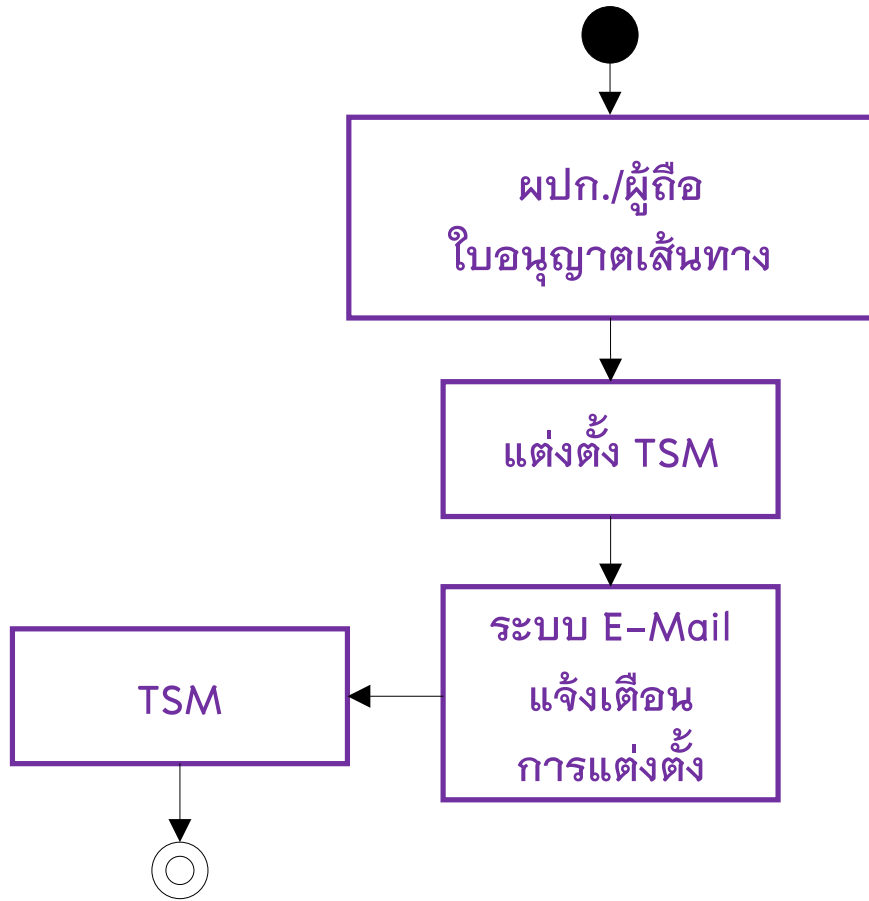 ผปก./ผู้ถือ
ใบอนุญาตเส้นทาง
แต่งตั้ง TSM
ระบบ E-Mail
แจ้งเตือน
การแต่งตั้ง
TSM